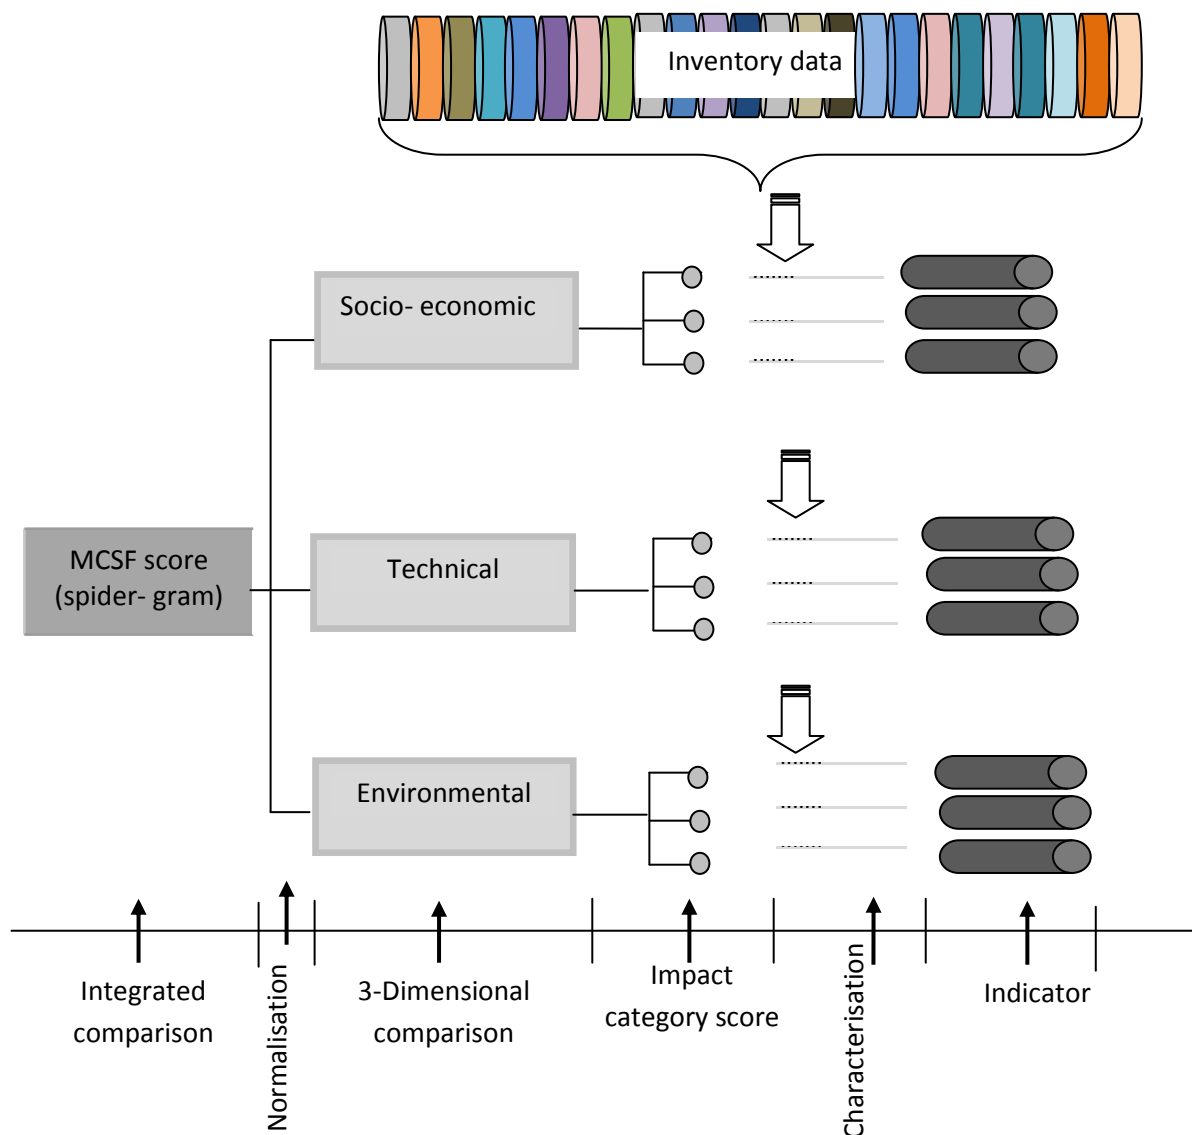 Inventory data
Socio- economic
Technical
MCSF score
(spider- gram)
Environmental
Integrated
comparison
Normalisation
3-Dimensional
comparison
Impact
category score
Characterisation
Indicator